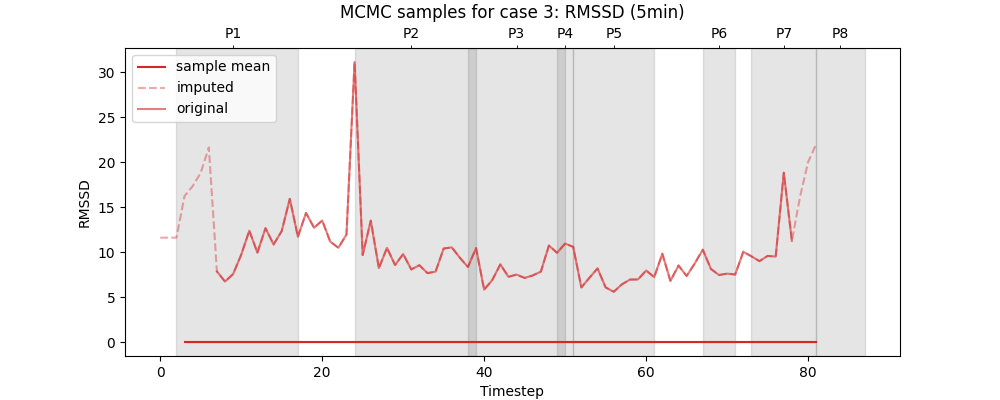 MCMC samples for case 3: RMSSD (5min)
P1 P2 P3 P4 P5 P6 P7 P8
sample mean
imputed
original
30
25
20
15
10
5
0
RMSSD
0 20 40 60 80
Timestep